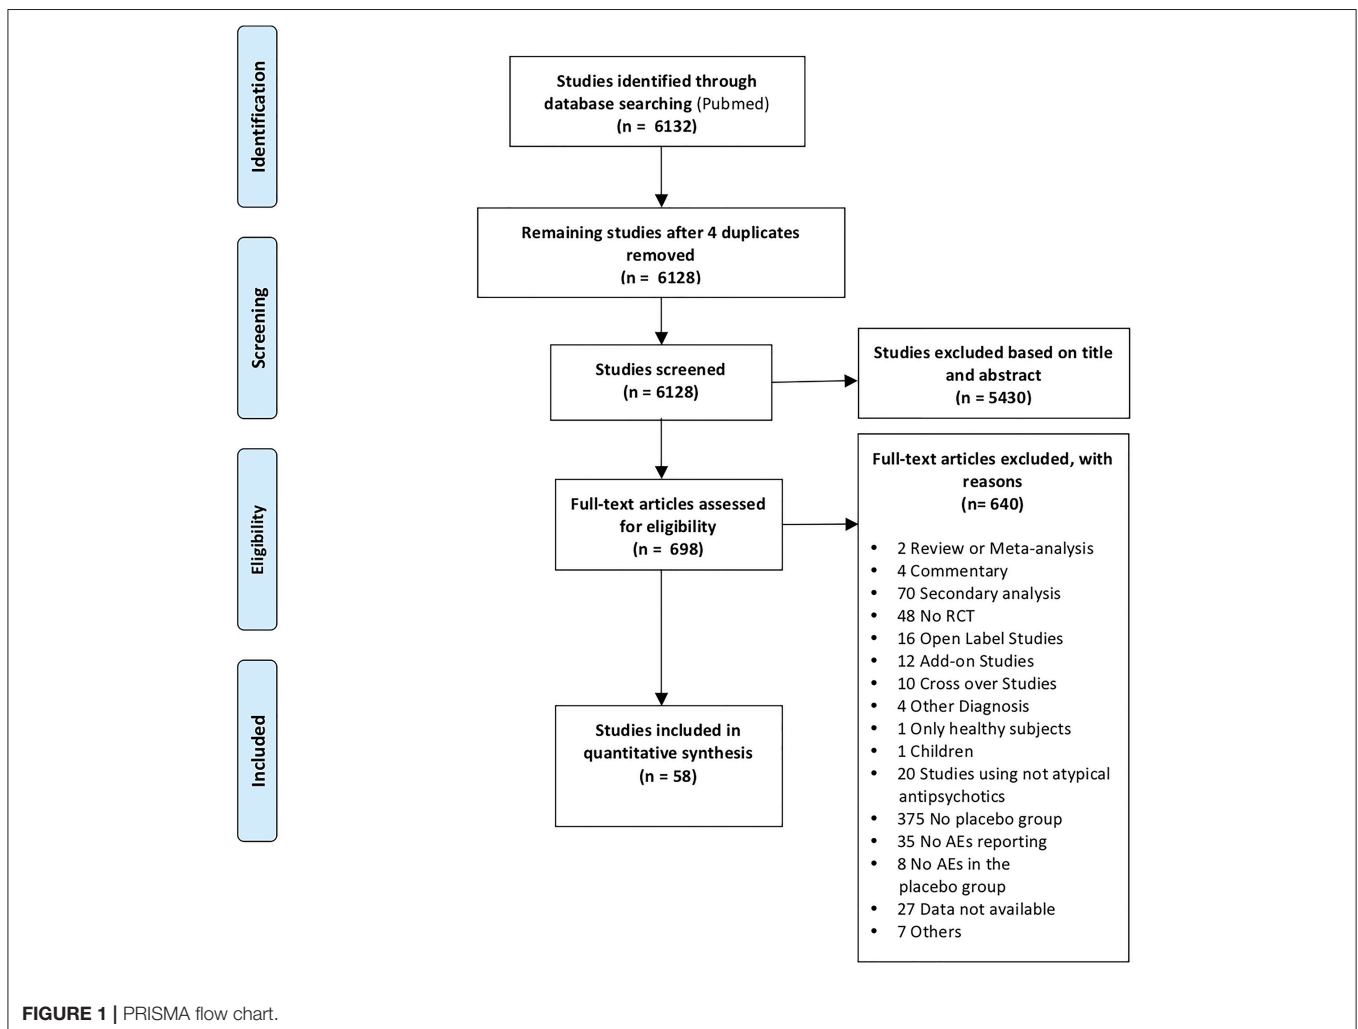 Identification
Studies identified through
database searching (Pubmed)
(n = 6132)
Remaining studies after 4 duplicates
removed
(n = 6128)
Screening
Studies screened
(n = 6128)
Studies excluded based on title
and abstract
(n = 5430)
Eligibility
Full-text articles assessed
for eligibility
(n = 698)
Full-text articles excluded, with
reasons
(n= 640)
• 2 Review or Meta-analysis
• 4 Commentary
• 70 Secondary analysis
• 48 No RCT
• 16 Open Label Studies
• 12 Add-on Studies
• 10 Cross over Studies
• 4 Other Diagnosis
• 1 Only healthy subjects
• 1 Children
• 20 Studies using not atypical
antipsychotics
• 375 No placebo group
• 35 No AEs reporting
• 8 No AEs in the
placebo group
• 27 Data not available
• 7 Others
Included
Studies included in
quantitative synthesis
(n = 58)
FIGURE 1 | PRISMA flow chart.